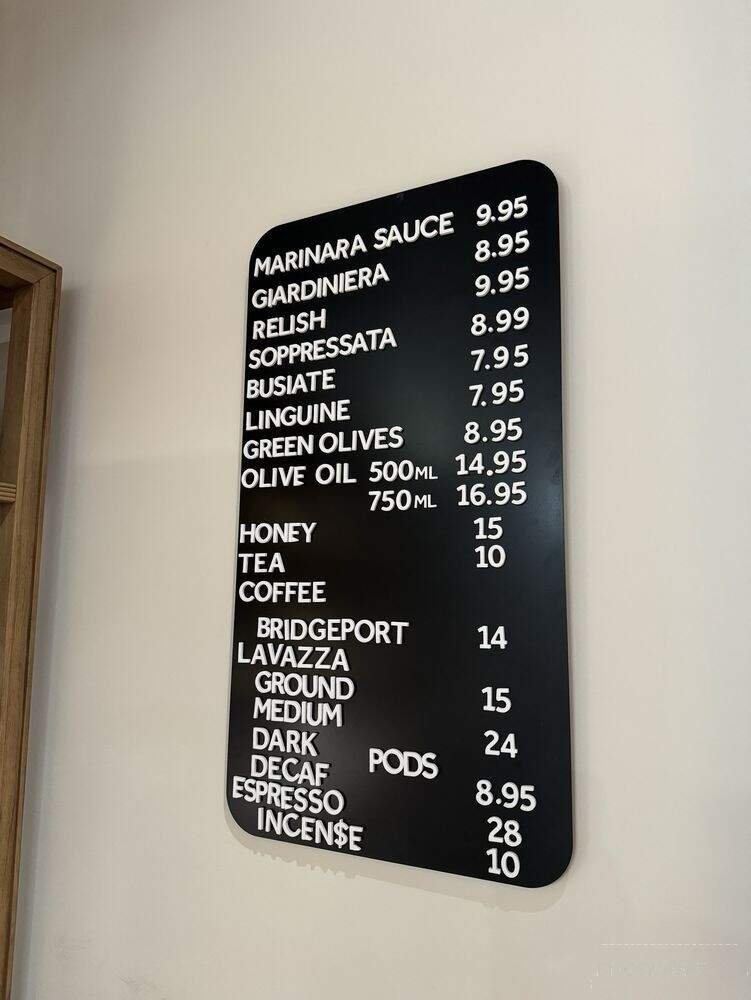 MARINARA SAUCE 9.95
GIARDINIERA 8.95
RELISH 9.95
SOPPRESSATA 8.99
BUSIATE 7.95
LINGUINE 7.95
GREEN OLIVES 8.95
OLIVE OIL 500ML 14.95
750ML 16.95
HONEY 15
TEA 10
COFFEE
BRIDGEPORT 14
LAVAZZA
GROUND 15
MEDIUM 24
DARK PODS
DECAF 8.95
ESPRESSO 28
INCEN$E 10